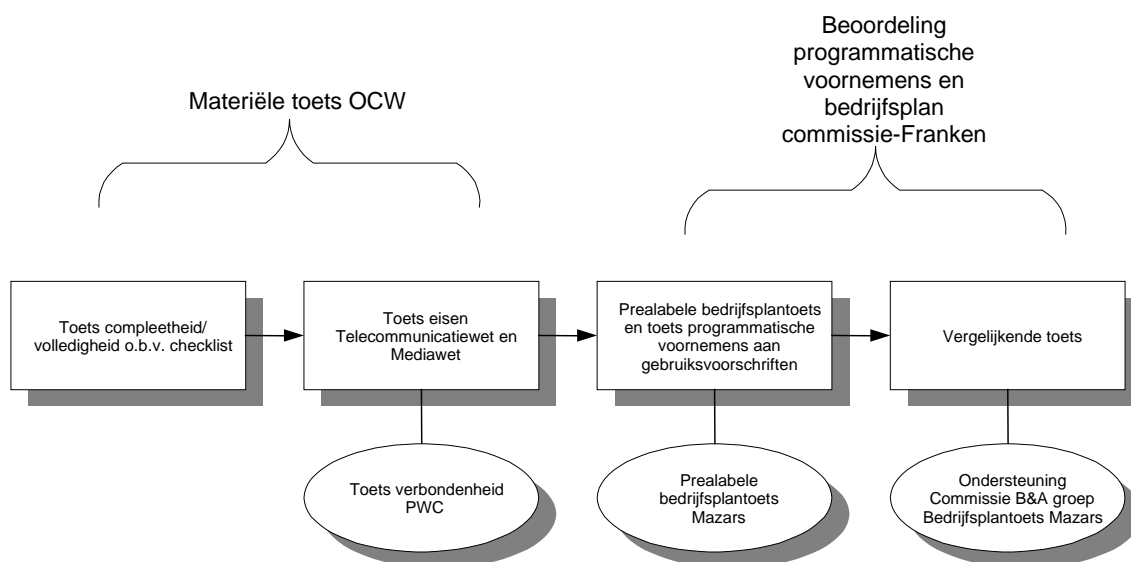 Materiële toets OCW
Beoordeling
programmatische
voornemens en
bedrijfsplan
commissie-Franken
Toets compleetheid/
volledigheid o.b.v. checklist
Toets eisen
Telecommunicatiewet en
Mediawet
Prealabele bedrijfsplantoets
en toets programmatische
voornemens aan
gebruiksvoorschriften
Vergelijkende toets
Toets verbondenheid
PWC
Prealabele
bedrijfsplantoets
Mazars
Ondersteuning
Commissie B&A groep
Bedrijfsplantoets Mazars